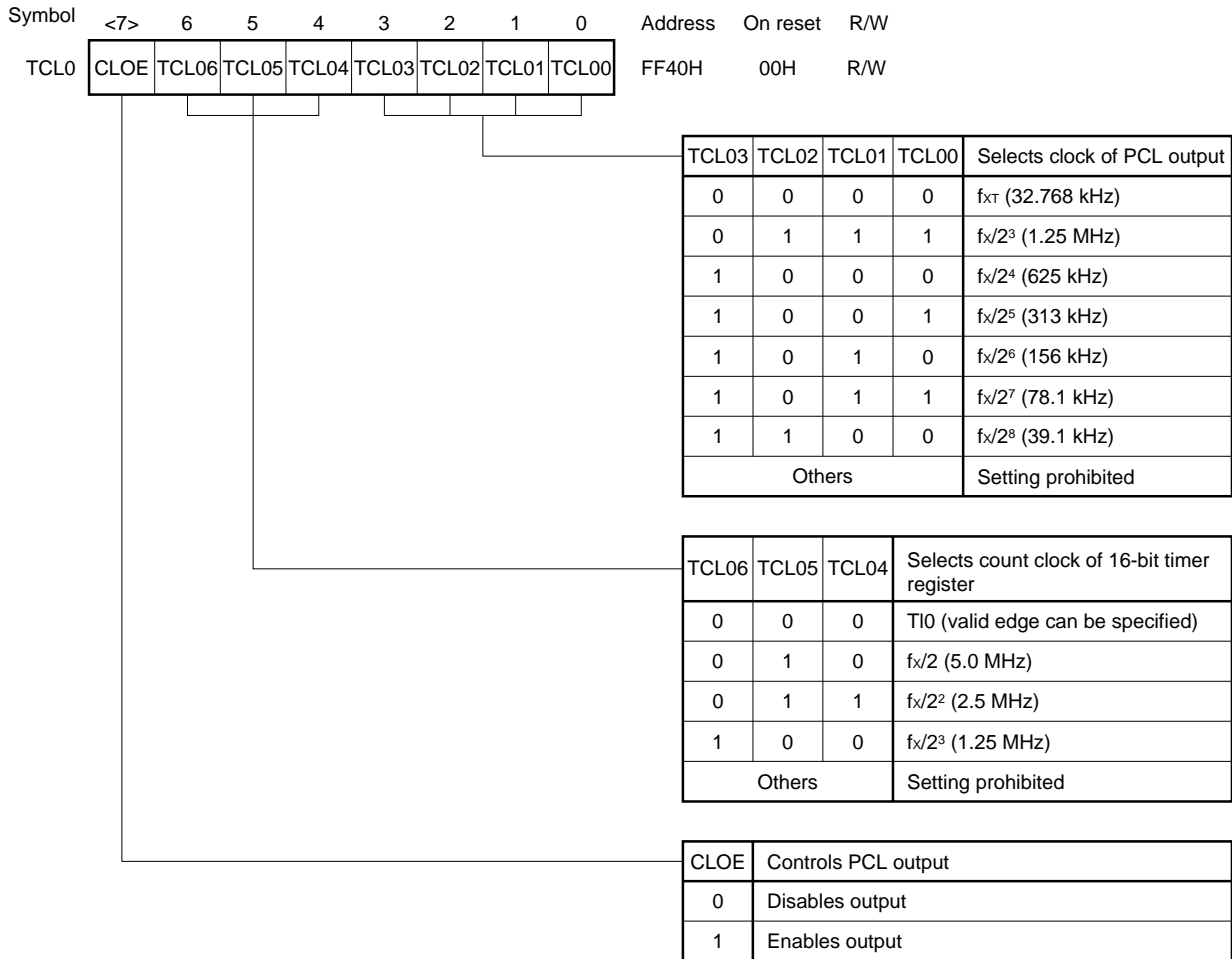 Symbol <7> 6 5 4 3 2 1 0 Address On reset R/W
TCL0 CLOE TCL06 TCL05 TCL04 TCL03 TCL02 TCL01 TCL00 FF40H 00H R/W
TCL03 TCL02 TCL01 TCL00 Selects clock of PCL output
0 0 0 0 fXT (32.768 kHz)
0 1 1 1 fX/2³ (1.25 MHz)
1 0 0 0 fX/2⁴ (625 kHz)
1 0 0 1 fX/2⁵ (313 kHz)
1 0 1 0 fX/2⁶ (156 kHz)
1 0 1 1 fX/2⁷ (78.1 kHz)
1 1 0 0 fX/2⁸ (39.1 kHz)
Others Setting prohibited
TCL06 TCL05 TCL04 Selects count clock of 16-bit timer
register
0 0 0 TI0 (valid edge can be specified)
0 1 0 fX/2 (5.0 MHz)
0 1 1 fX/2² (2.5 MHz)
1 0 0 fX/2³ (1.25 MHz)
Others Setting prohibited
CLOE Controls PCL output
0 Disables output
1 Enables output